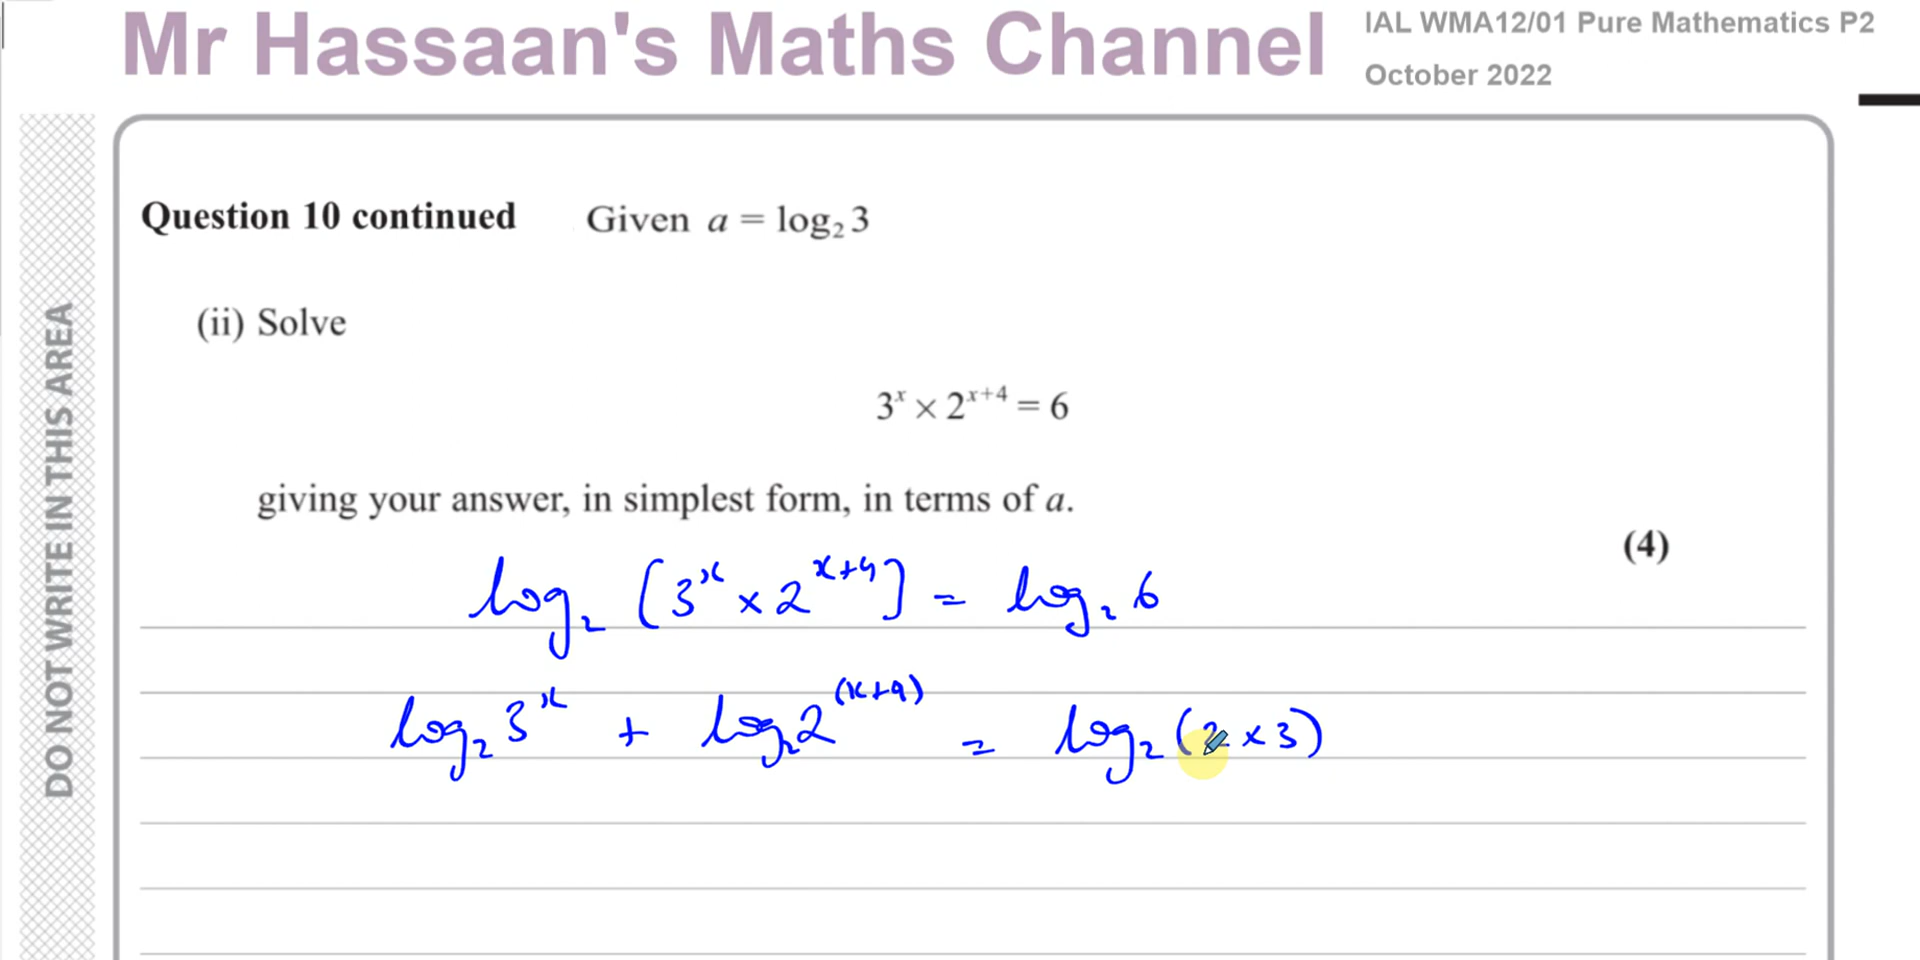 Mr Hassaan's Maths Channel
IAL WMA12/01 Pure Mathematics P2
October 2022
DO NOT WRITE IN THIS AREA
Question 10 continued Given a = log₂ 3
(ii) Solve
3ˣ × 2ˣ⁺⁴ = 6
giving your answer, in simplest form, in terms of a.
(4)
log₂ [3ˣ × 2ˣ⁺⁴] = log₂ 6
log₂ 3ˣ + log₂ 2⁽ˣ⁺⁴⁾ = log₂ (2 × 3)